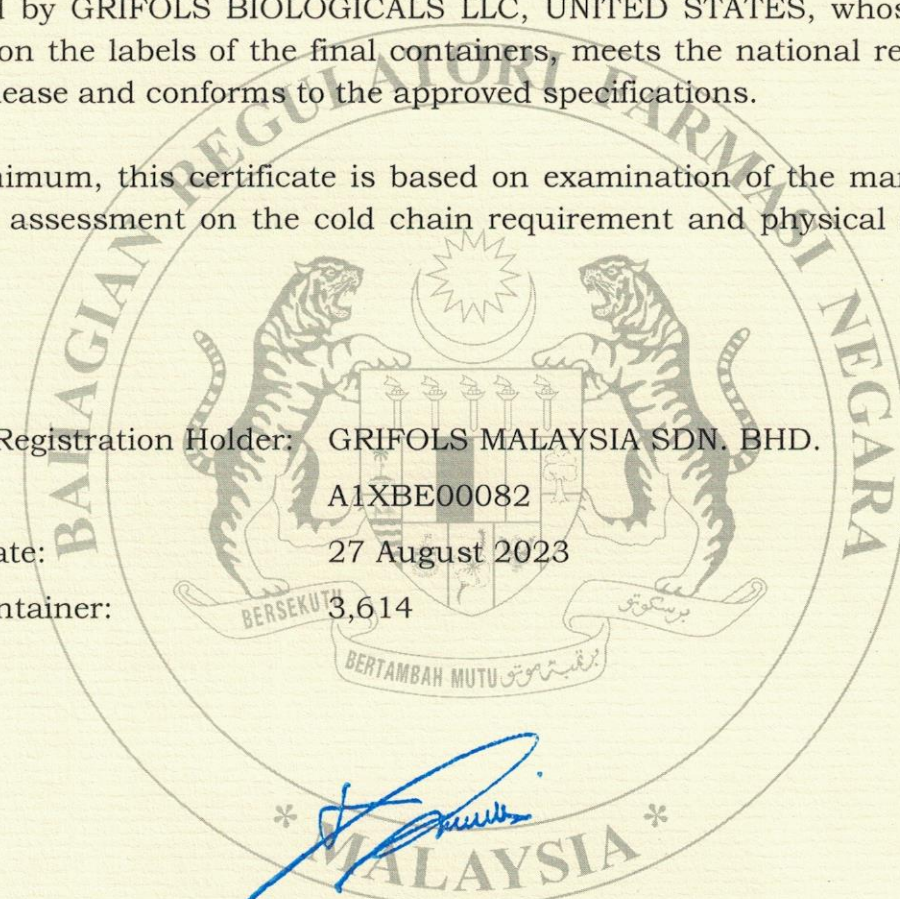 by GRIFOLS BIOLOGICALS LLC, UNITED STATES, whos
on the labels of the final containers, meets the national re
lease and conforms to the approved specifications.
nimum, this certificate is based on examination of the ma
assessment on the cold chain requirement and physical
Registration Holder: GRIFOLS MALAYSIA SDN. BHD.
A1XBE00082
ate: 27 August 2023
ntainer: 3,614
BAHAGIAN REGULATORI FARMASI NEGARA
BERSEKUTU برسکوتو
BERTAMBAH MUTU برتمبه موتو
* MALAYSIA *